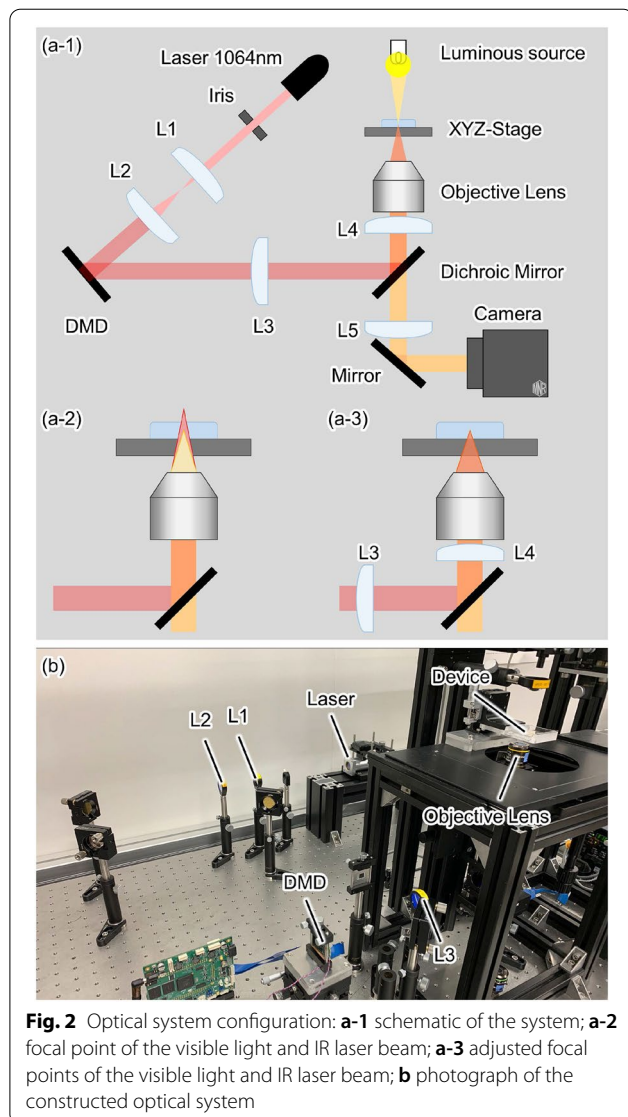 (a-1)
Laser 1064nm
Iris
L1
L2
DMD
L3
Luminous source
XYZ-Stage
Objective Lens
L4
Dichroic Mirror
L5
Mirror
Camera
MNR
(a-2)
(a-3)
L3
L4
(b)
L2
L1
Laser
Device
Objective Lens
DMD
L3
Fig. 2 Optical system configuration: a-1 schematic of the system; a-2
focal point of the visible light and IR laser beam; a-3 adjusted focal
points of the visible light and IR laser beam; b photograph of the
constructed optical system